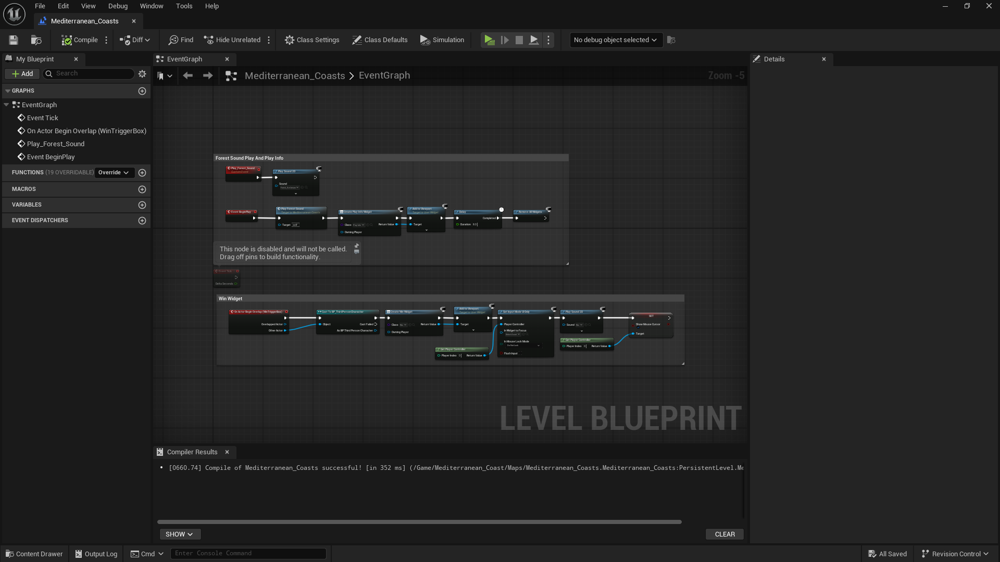 File Edit View Debug Window Tools Help
Mediterranean_Coasts
Compile Diff Find Hide Unrelated Class Settings Class Defaults Simulation No debug object selected
My Blueprint
Add Search
GRAPHS
EventGraph
Event Tick
On Actor Begin Overlap (WinTriggerBox)
Play_Forest_Sound
Event BeginPlay
FUNCTIONS (19 OVERRIDABLE) Override
MACROS
VARIABLES
EVENT DISPATCHERS
EventGraph
Mediterranean_Coasts > EventGraph Zoom -5
Forest Sound Play And Play Info
Play_Forest_Sound
Custom Event
Play Sound 2D
Sound
Event BeginPlay
Play Forest Sound
Target is Mediterranean Coasts
Target self
Create Play Info Widget
Class Play Info Return Value
Owning Player
Add to Viewport
Target is User Widget
Target
Delay
Completed
Duration 8.0
Remove All Widgets
This node is disabled and will not be called.
Drag off pins to build functionality.
Event Tick
Delta Seconds
Win Widget
On Actor Begin Overlap (WinTriggerBox)
Overlapped Actor
Other Actor
Cast To BP_ThirdPersonCharacter
Object Cast Failed
As BP Third Person Character
Create Win Widget
Class Win Return Value
Owning Player
Add to Viewport
Target is User Widget
Target
Get Player Controller
Player Index 0 Return Value
Set Input Mode UI Only
Player Controller
In Widget to Focus
Select Asset
In Mouse Lock Mode
Do Not Lock
Flush Input
Play Sound 2D
Sound Win
Get Player Controller
Player Index 0 Return Value
SET
Show Mouse Cursor
Target
LEVEL BLUEPRINT
Compiler Results
• [0660.74] Compile of Mediterranean_Coasts successful! [in 352 ms] (/Game/Mediterranean_Coast/Maps/Mediterranean_Coasts.Mediterranean_Coasts:PersistentLevel.Me
SHOW CLEAR
Details
Content Drawer Output Log Cmd Enter Console Command All Saved Revision Control